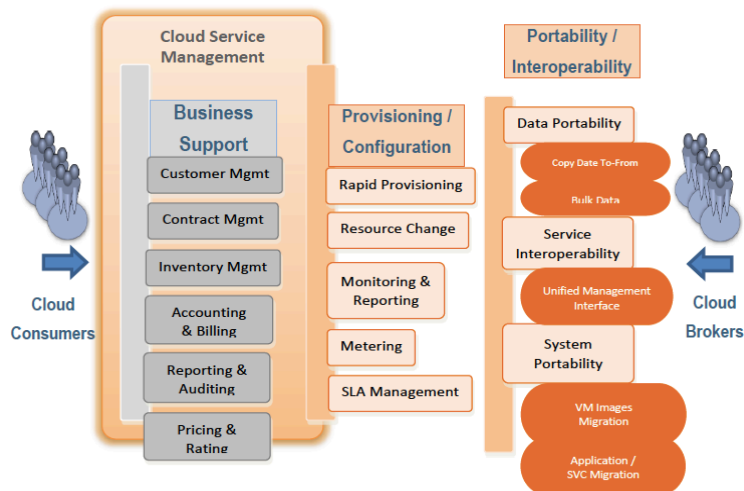 Cloud Service
Management
Portability /
Interoperability
Business
Support
Provisioning /
Configuration
Customer Mgmt
Contract Mgmt
Inventory Mgmt
Accounting
& Billing
Reporting &
Auditing
Pricing &
Rating
Rapid Provisioning
Resource Change
Monitoring &
Reporting
Metering
SLA Management
Data Portability
Copy Date To-From
Bulk Data
Service
Interoperability
Unified Management
Interface
System
Portability
VM Images
Migration
Application /
SVC Migration
Cloud
Consumers
Cloud
Brokers